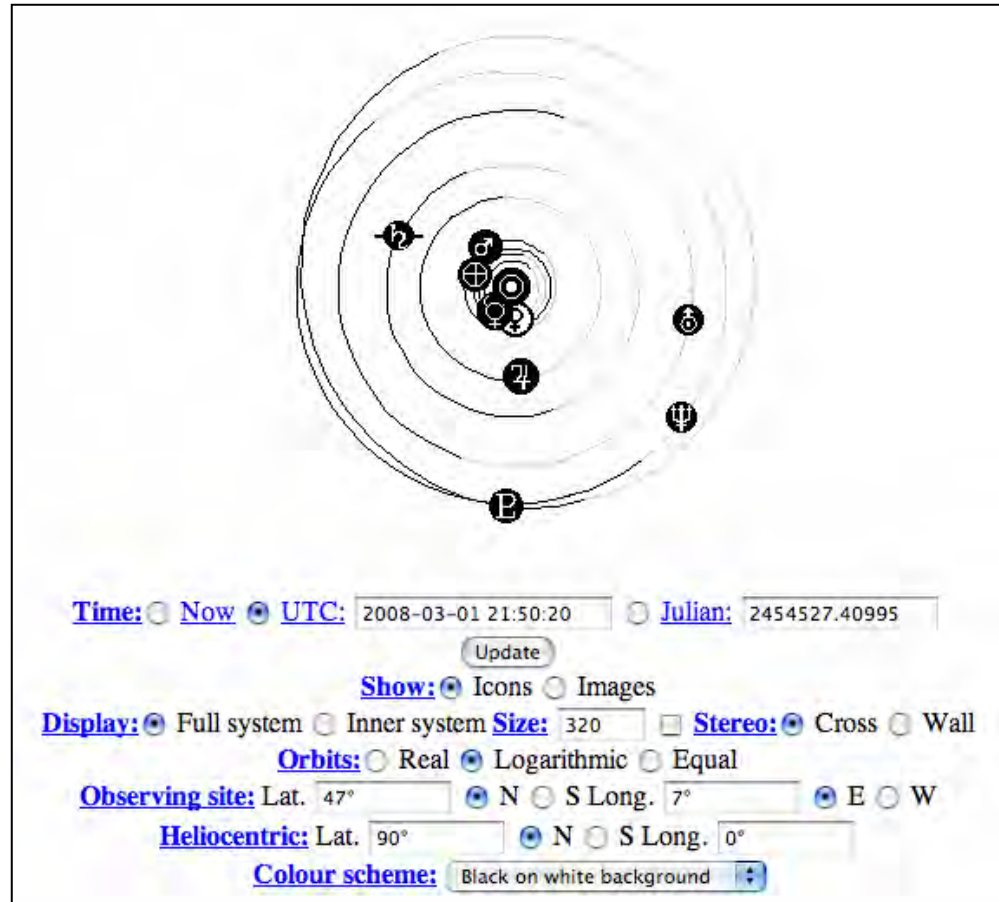 Time: Now UTC: 2008-03-01 21:50:20 Julian: 2454527.40995
Update
Show: Icons Images
Display: Full system Inner system Size: 320 Stereo: Cross Wall
Orbits: Real Logarithmic Equal
Observing site: Lat. 47° N S Long. 7° E W
Heliocentric: Lat. 90° N S Long. 0°
Colour scheme: Black on white background